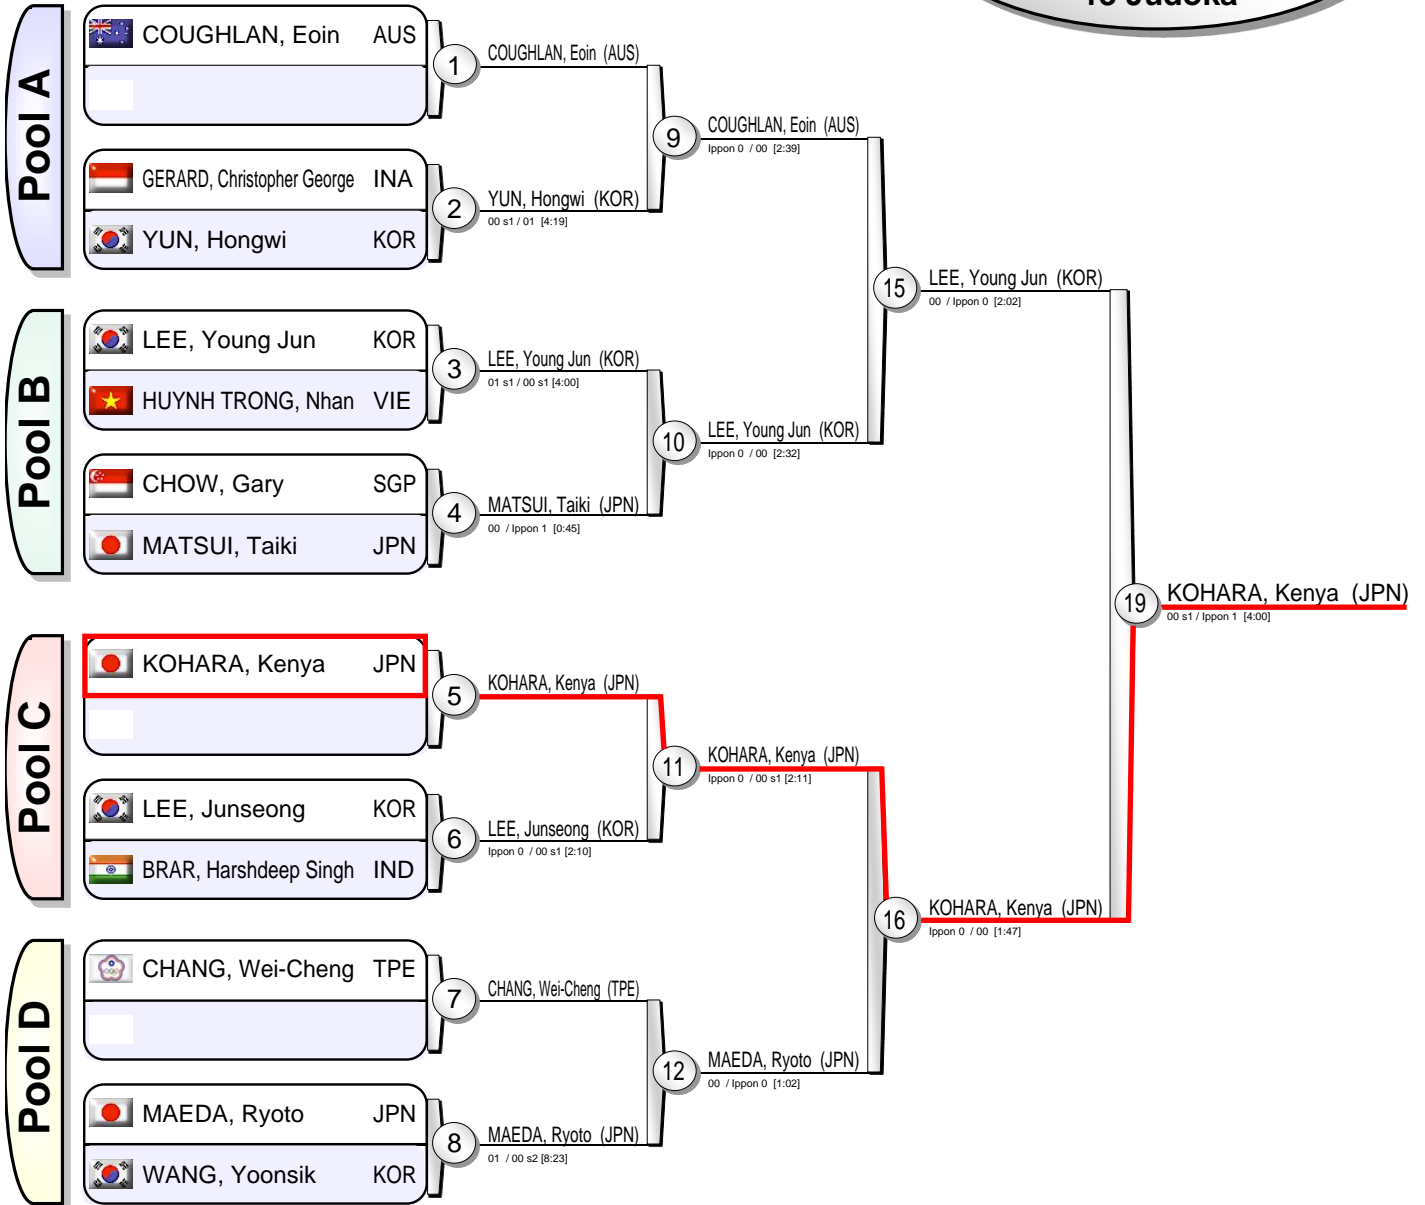 13 Judoka
Pool A
COUGHLAN, Eoin AUS
1
COUGHLAN, Eoin (AUS)
GERARD, Christopher George INA
YUN, Hongwi KOR
2
YUN, Hongwi (KOR)
00 s1 / 01 [4:19]
9
COUGHLAN, Eoin (AUS)
Ippon 0 / 00 [2:39]
Pool B
LEE, Young Jun KOR
HUYNH TRONG, Nhan VIE
3
LEE, Young Jun (KOR)
01 s1 / 00 s1 [4:00]
CHOW, Gary SGP
MATSUI, Taiki JPN
4
MATSUI, Taiki (JPN)
00 / Ippon 1 [0:45]
10
LEE, Young Jun (KOR)
Ippon 0 / 00 [2:32]
15
LEE, Young Jun (KOR)
00 / Ippon 0 [2:02]
Pool C
KOHARA, Kenya JPN
5
KOHARA, Kenya (JPN)
LEE, Junseong KOR
BRAR, Harshdeep Singh IND
6
LEE, Junseong (KOR)
Ippon 0 / 00 s1 [2:10]
11
KOHARA, Kenya (JPN)
Ippon 0 / 00 s1 [2:11]
Pool D
CHANG, Wei-Cheng TPE
7
CHANG, Wei-Cheng (TPE)
MAEDA, Ryoto JPN
WANG, Yoonsik KOR
8
MAEDA, Ryoto (JPN)
01 / 00 s2 [8:23]
12
MAEDA, Ryoto (JPN)
00 / Ippon 0 [1:02]
16
KOHARA, Kenya (JPN)
Ippon 0 / 00 [1:47]
19
KOHARA, Kenya (JPN)
00 s1 / Ippon 1 [4:00]